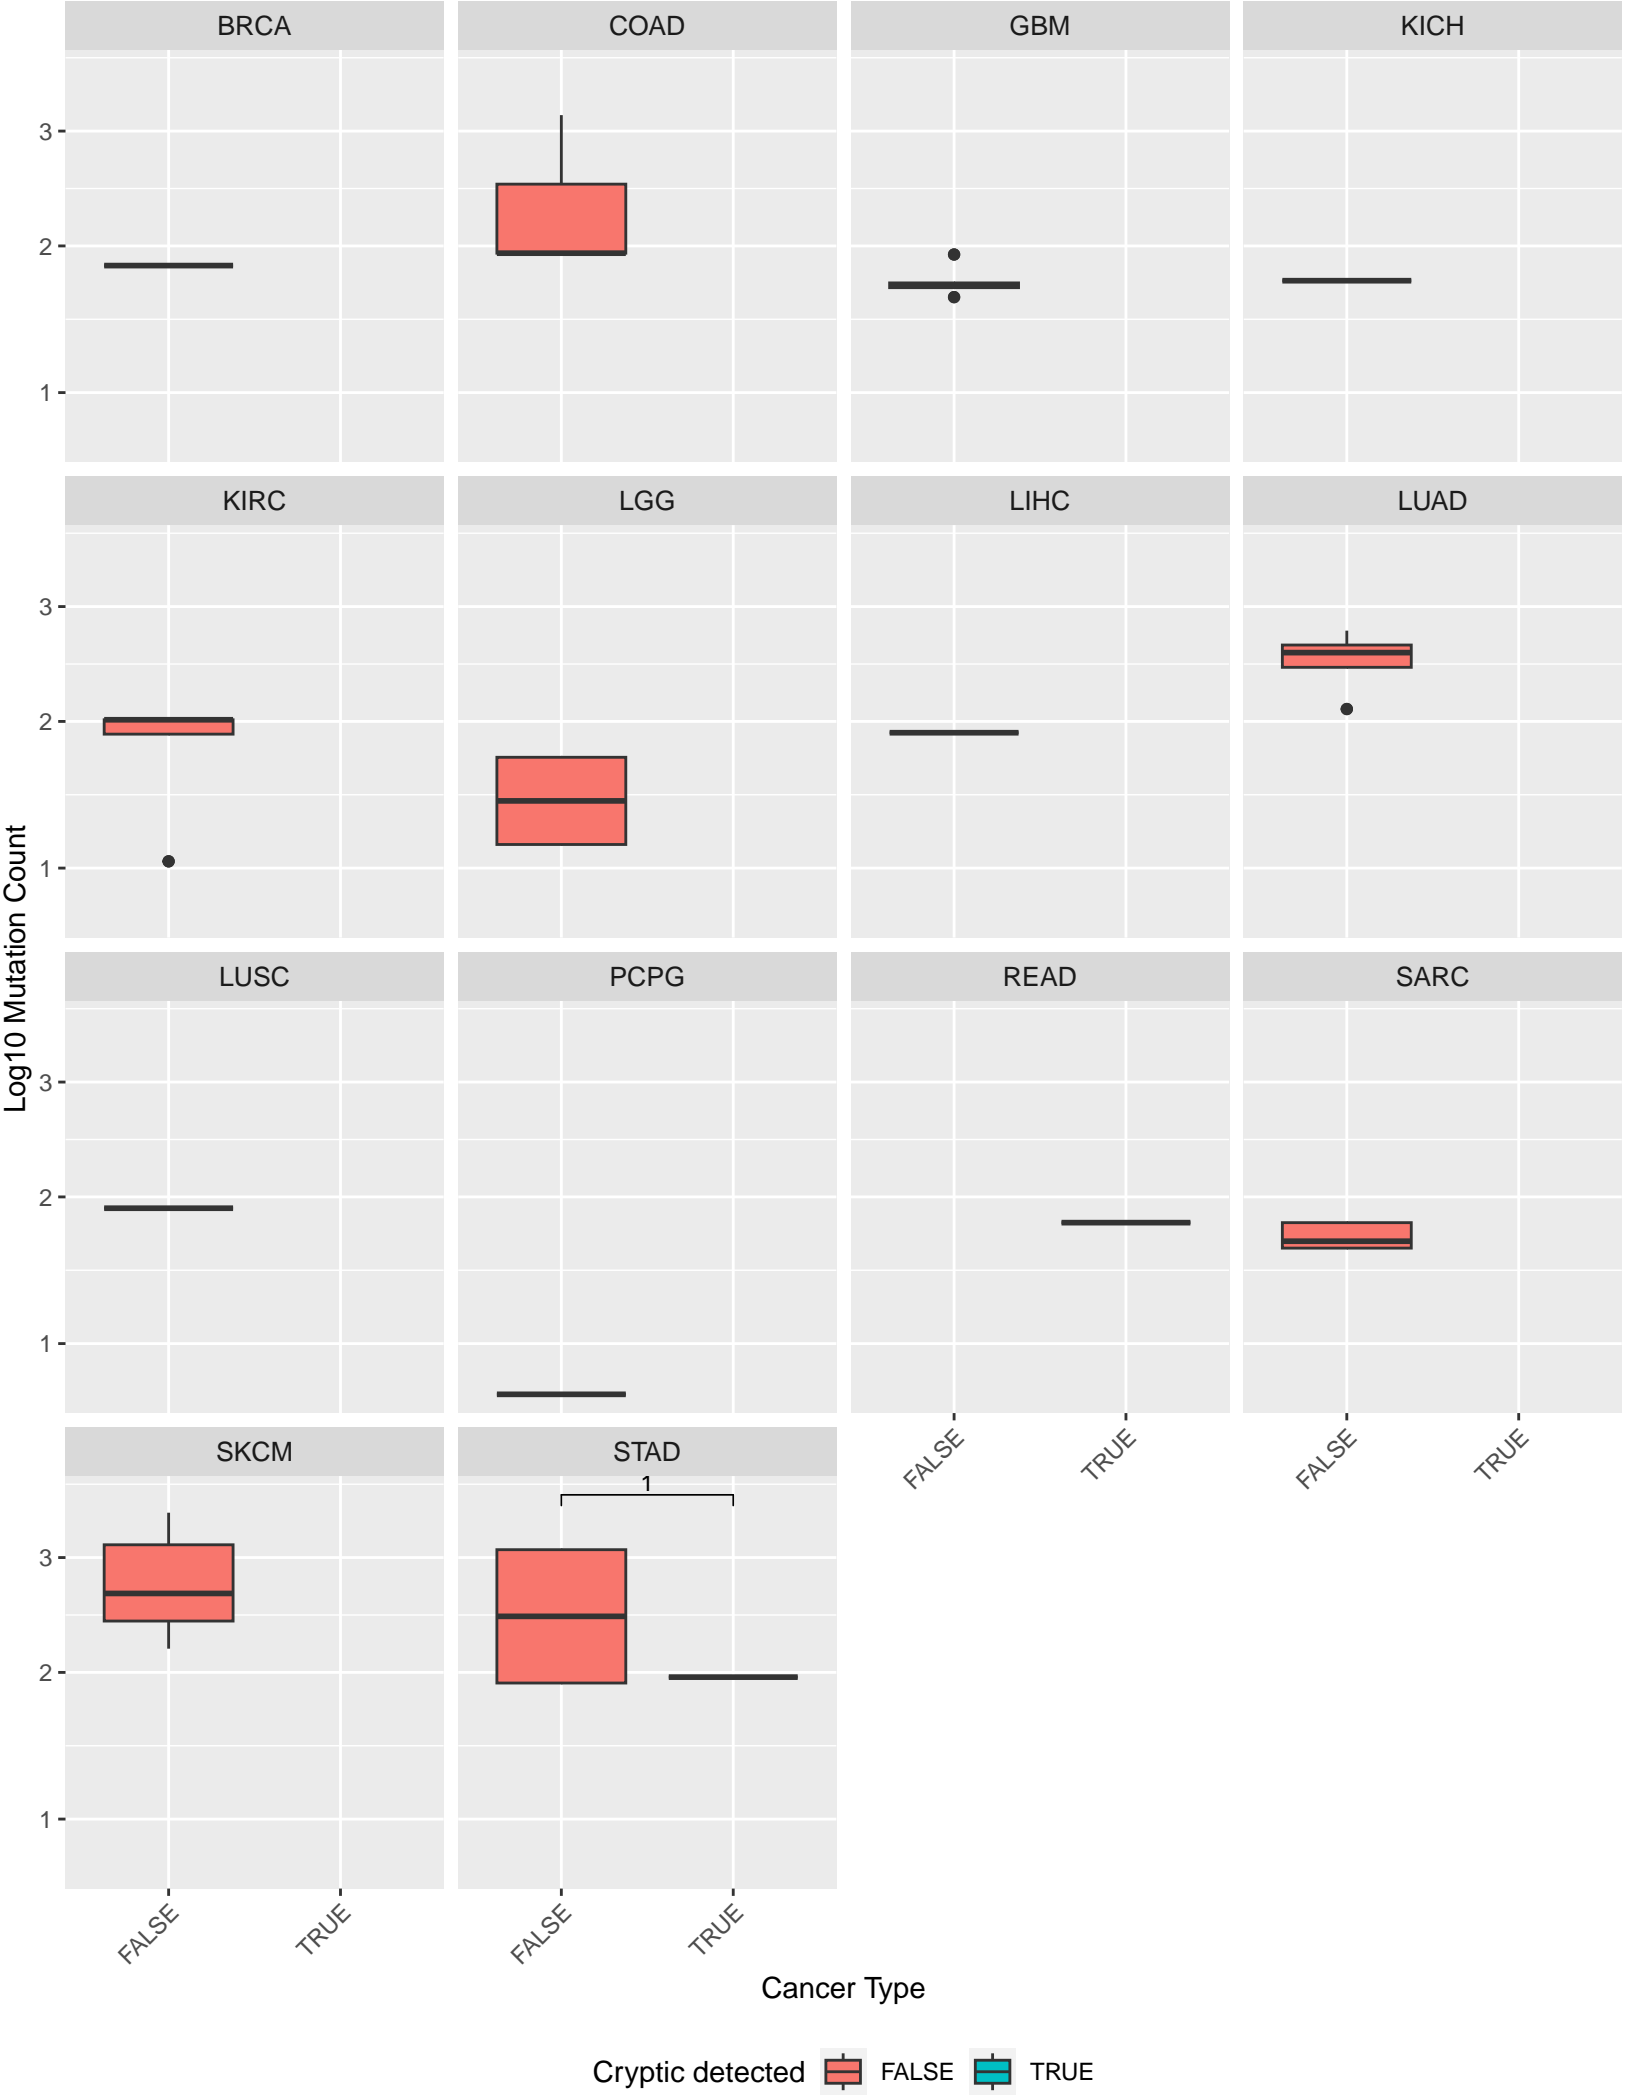 BRCA COAD GBM KICH
3
2
1
KIRC LGG LIHC LUAD
3
2
1
LUSC PCPG READ SARC
3
2
1
FALSE TRUE FALSE TRUE
SKCM STAD
1
3
2
1
FALSE TRUE FALSE TRUE
Log10 Mutation Count
Cancer Type
Cryptic detected FALSE TRUE